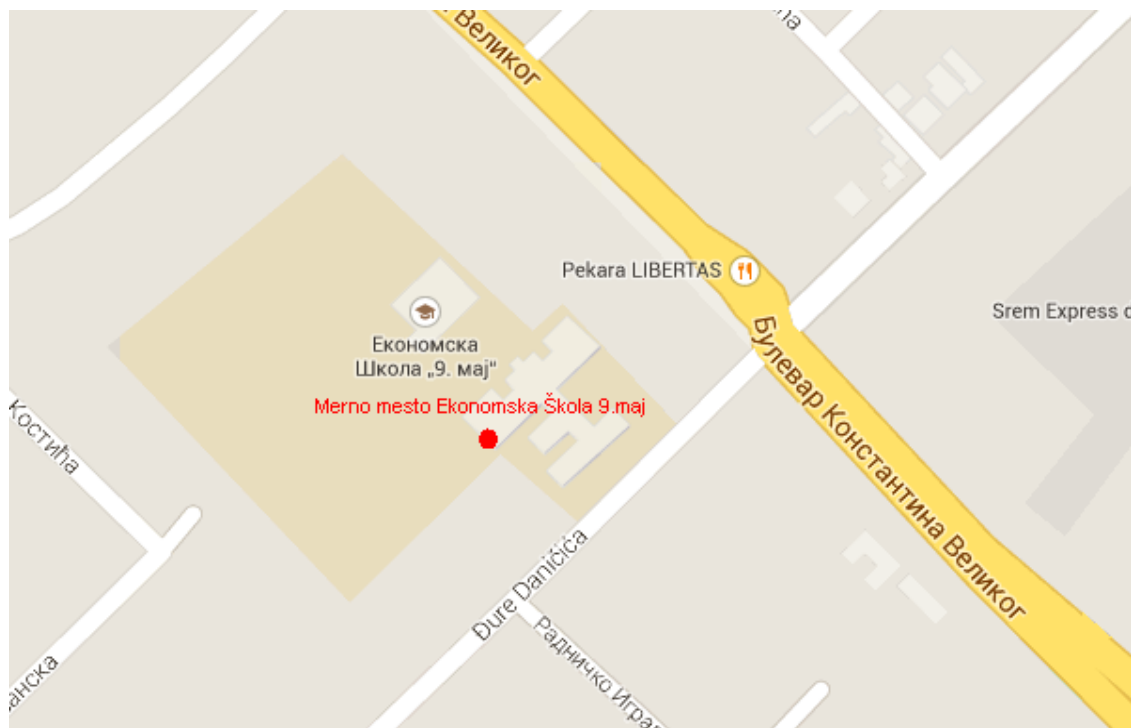 Великог
Pekara LIBERTAS
Srem Express
Економска
Школа „9. мај“
Merno mesto Ekonomska Škola 9.maj
Булевар Константина Великог
Костића
Đure Daničića
Радничко